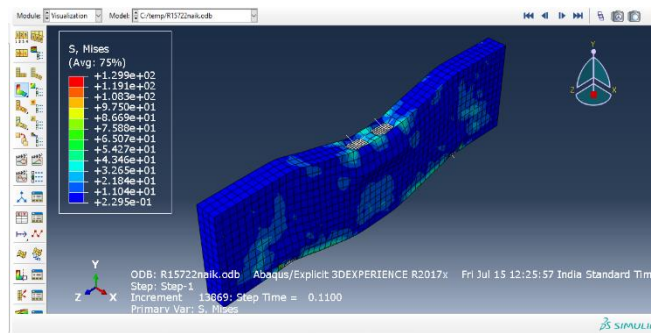 Module: Visualization Model: C:/temp/R15722naik.odb
S, Mises
(Avg: 75%)
+1.299e+02
+1.191e+02
+1.083e+02
+9.750e+01
+8.669e+01
+7.588e+01
+6.507e+01
+5.427e+01
+4.346e+01
+3.265e+01
+2.184e+01
+1.104e+01
+2.295e-01
Y
Z X
Y
Z X
ODB: R15722naik.odb Abaqus/Explicit 3DEXPERIENCE R2017x Fri Jul 15 12:25:57 India Standard Tim
Step: Step-1
Increment 13869: Step Time = 0.1100
Primary Var: S, Mises
SIMULI